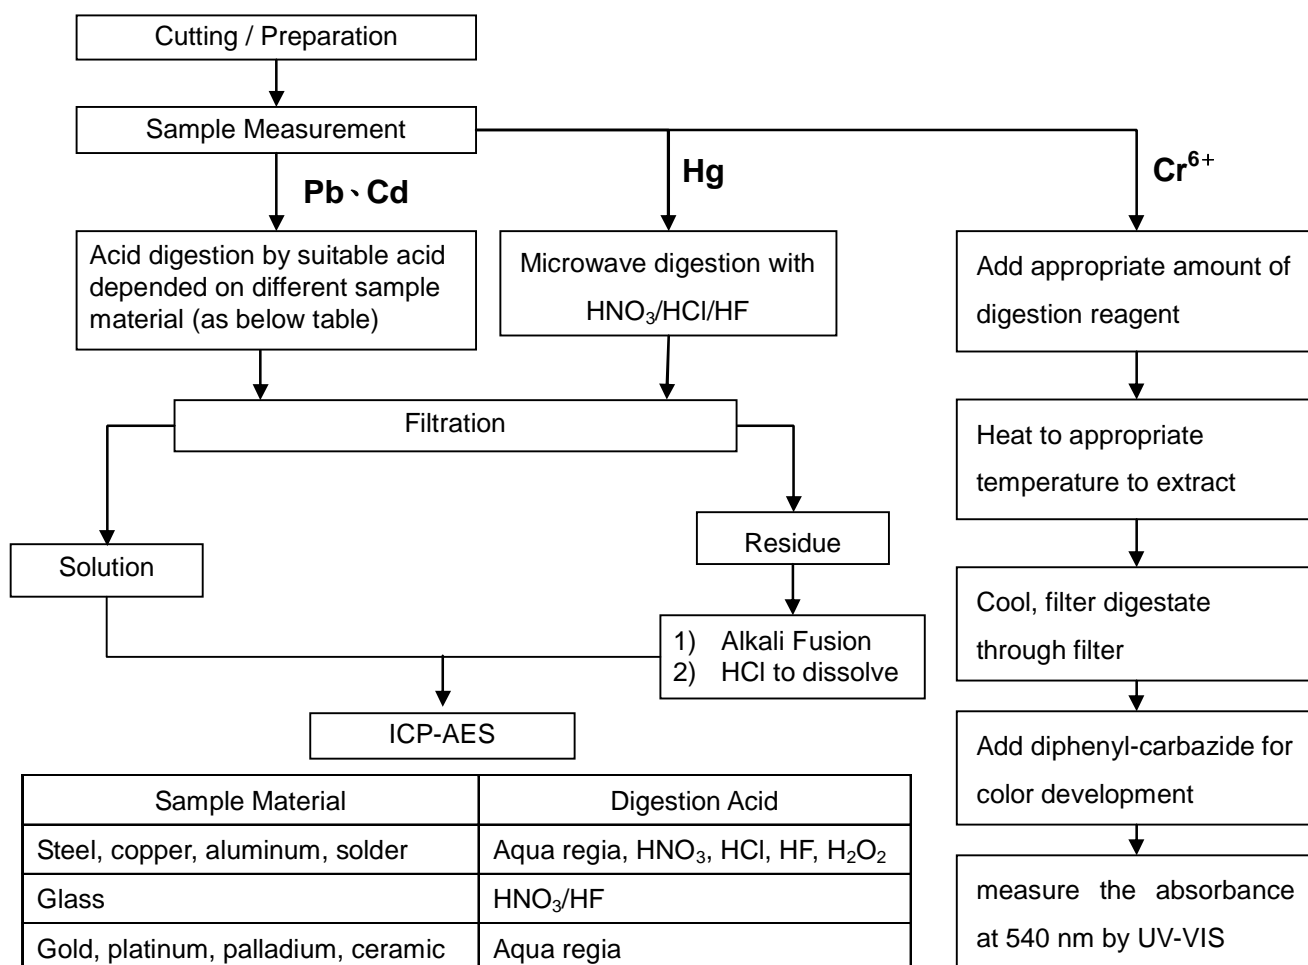 Cutting / Preparation
Sample Measurement
Pb、Cd
Hg
Cr⁶⁺
Acid digestion by suitable acid
depended on different sample
material (as below table)
Microwave digestion with
HNO₃/HCl/HF
Add appropriate amount of
digestion reagent
Filtration
Heat to appropriate
temperature to extract
Solution
Residue
1) Alkali Fusion
2) HCl to dissolve
Cool, filter digestate
through filter
ICP-AES
Add diphenyl-carbazide for
color development
measure the absorbance
at 540 nm by UV-VIS
Sample Material Digestion Acid
Steel, copper, aluminum, solder Aqua regia, HNO₃, HCl, HF, H₂O₂
Glass HNO₃/HF
Gold, platinum, palladium, ceramic Aqua regia